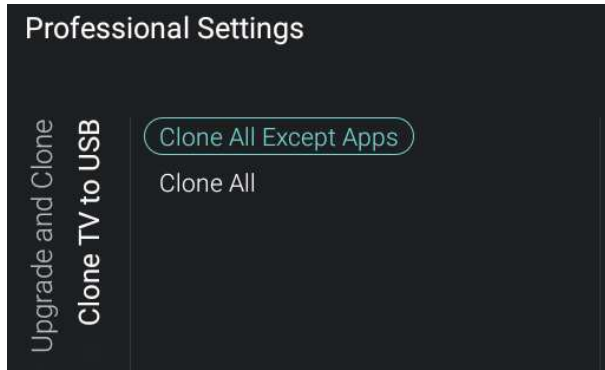 Professional Settings
Upgrade and Clone
Clone TV to USB
Clone All Except Apps
Clone All